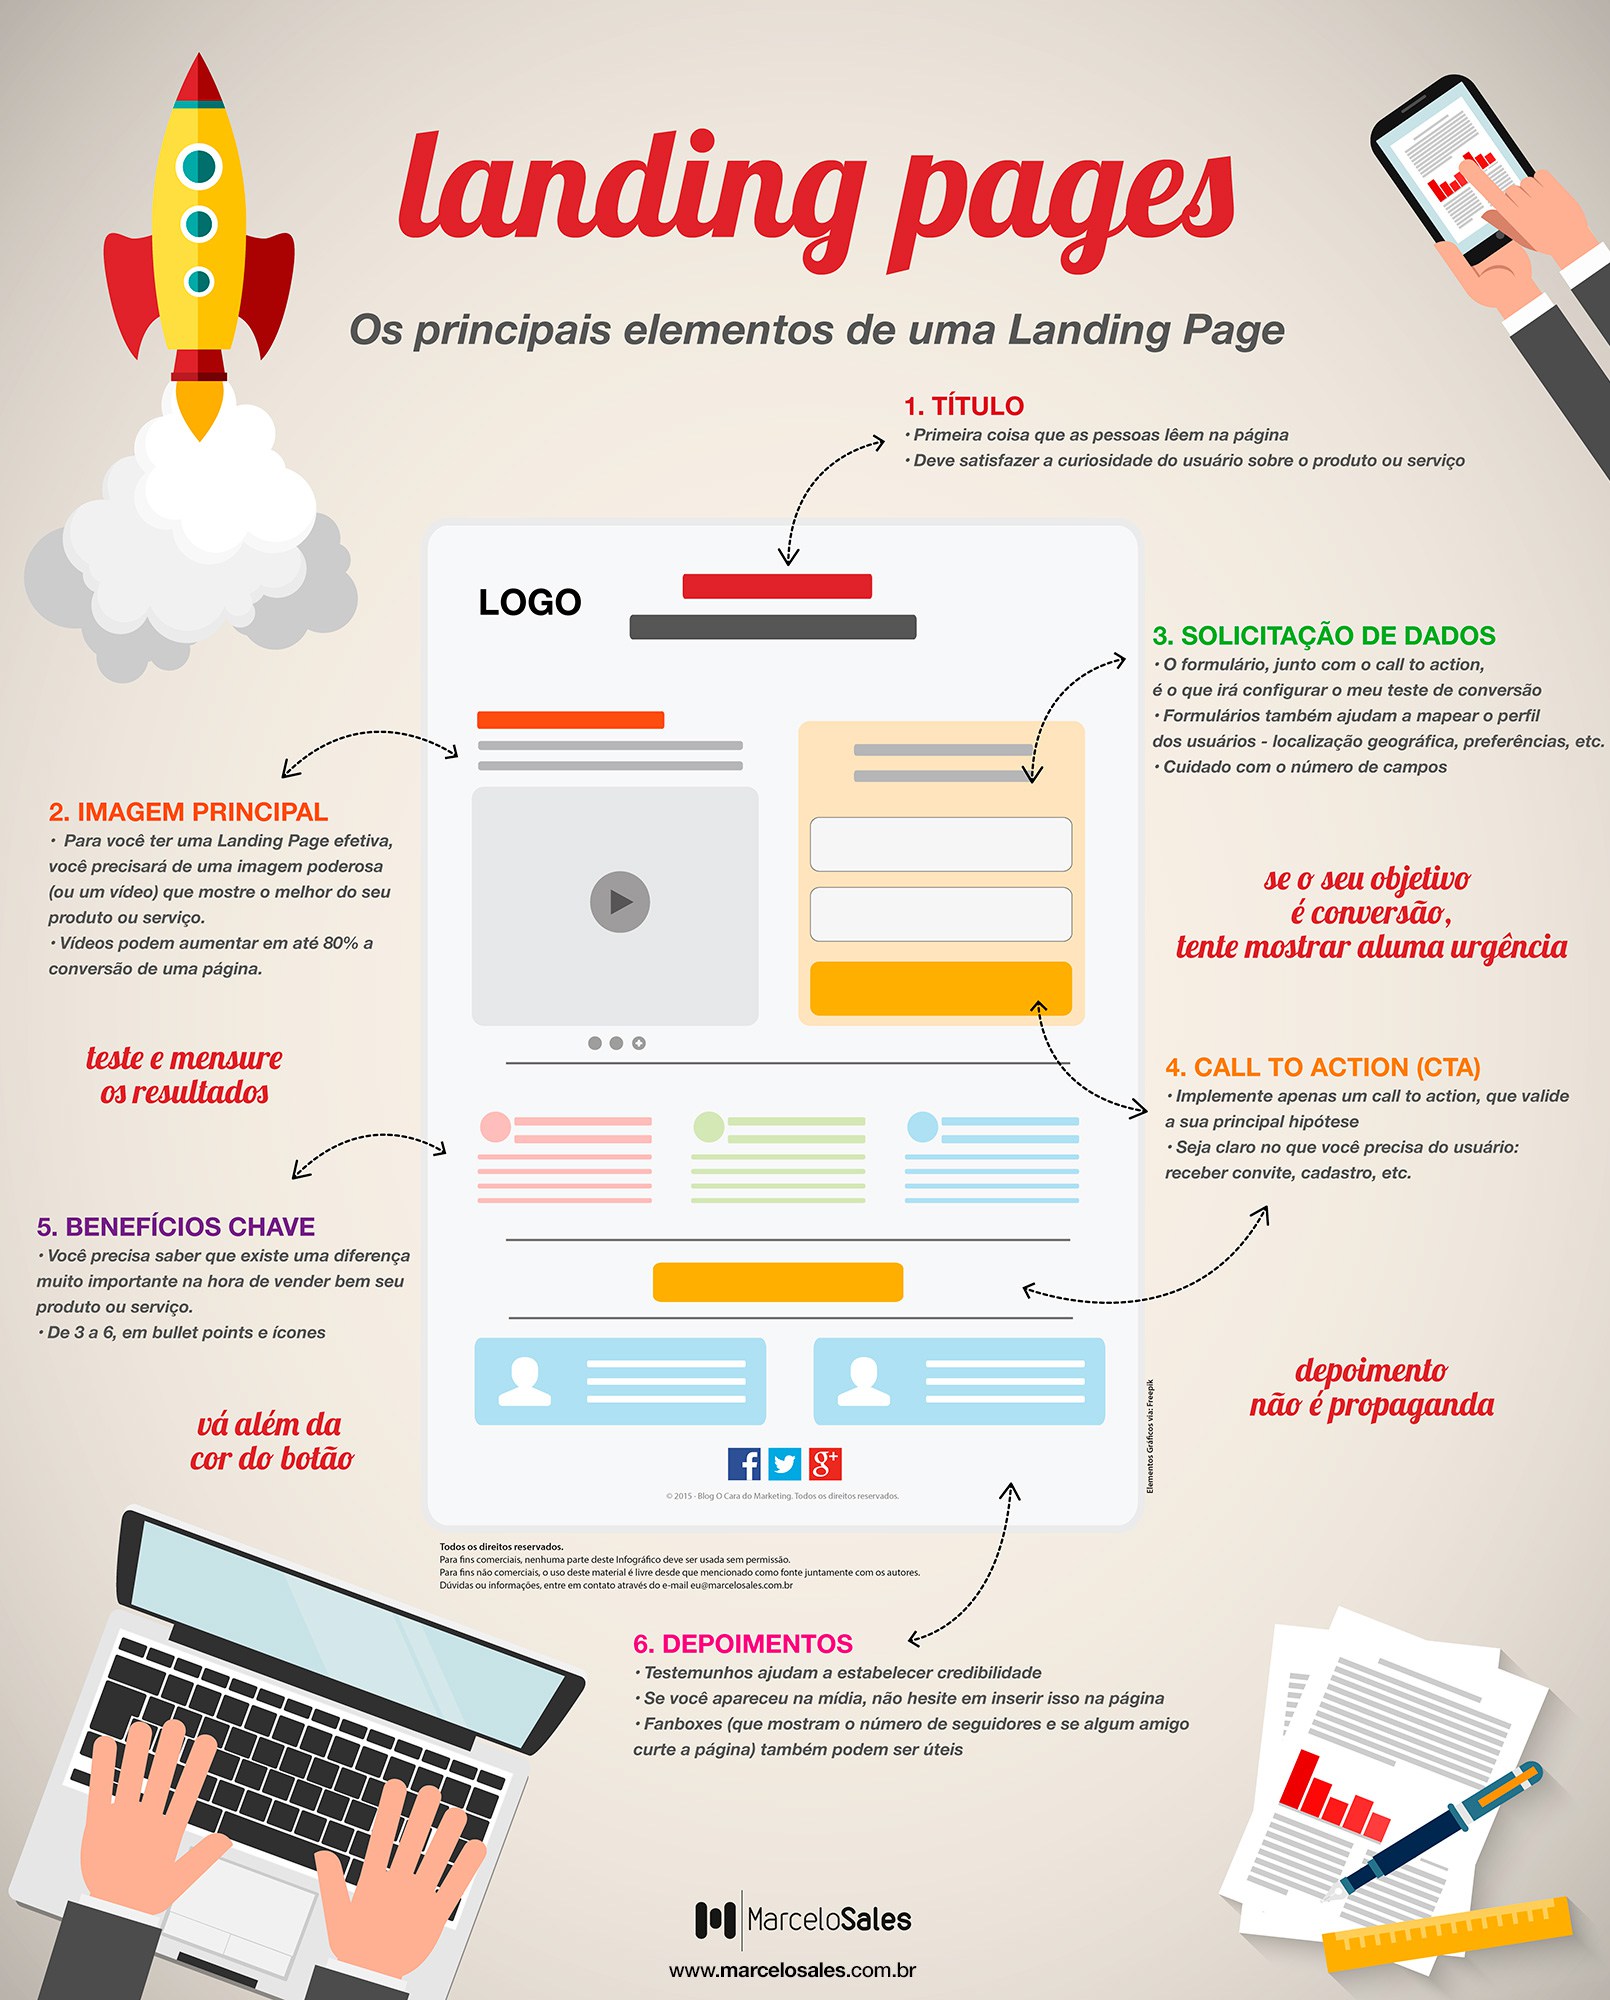 landing pages
Os principais elementos de uma Landing Page
1. TÍTULO
• Primeira coisa que as pessoas lêem na página
• Deve satisfazer a curiosidade do usuário sobre o produto ou serviço
LOGO
3. SOLICITAÇÃO DE DADOS
• O formulário, junto com o call to action,
é o que irá configurar o meu teste de conversão
• Formulários também ajudam a mapear o perfil
dos usuários - localização geográfica, preferências, etc.
• Cuidado com o número de campos
2. IMAGEM PRINCIPAL
• Para você ter uma Landing Page efetiva,
você precisará de uma imagem poderosa
(ou um vídeo) que mostre o melhor do seu
produto ou serviço.
• Vídeos podem aumentar em até 80% a
conversão de uma página.
se o seu objetivo
é conversão,
tente mostrar aluma urgência
teste e mensure
os resultados
4. CALL TO ACTION (CTA)
• Implemente apenas um call to action, que valide
a sua principal hipótese
• Seja claro no que você precisa do usuário:
receber convite, cadastro, etc.
5. BENEFÍCIOS CHAVE
• Você precisa saber que existe uma diferença
muito importante na hora de vender bem seu
produto ou serviço.
• De 3 a 6, em bullet points e ícones
depoimento
não é propaganda
vá além da
cor do botão
Elementos Gráficos via: Freepik
f g+
© 2015 - Blog O Cara do Marketing. Todos os direitos reservados.
Todos os direitos reservados.
Para fins comerciais, nenhuma parte deste Infográfico deve ser usada sem permissão.
Para fins não comerciais, o uso deste material é livre desde que mencionado como fonte juntamente com os autores.
Dúvidas ou informações, entre em contato através do e-mail eu@marcelosales.com.br
6. DEPOIMENTOS
• Testemunhos ajudam a estabelecer credibilidade
• Se você apareceu na mídia, não hesite em inserir isso na página
• Fanboxes (que mostram o número de seguidores e se algum amigo
curte a página) também podem ser úteis
MarceloSales
www.marcelosales.com.br